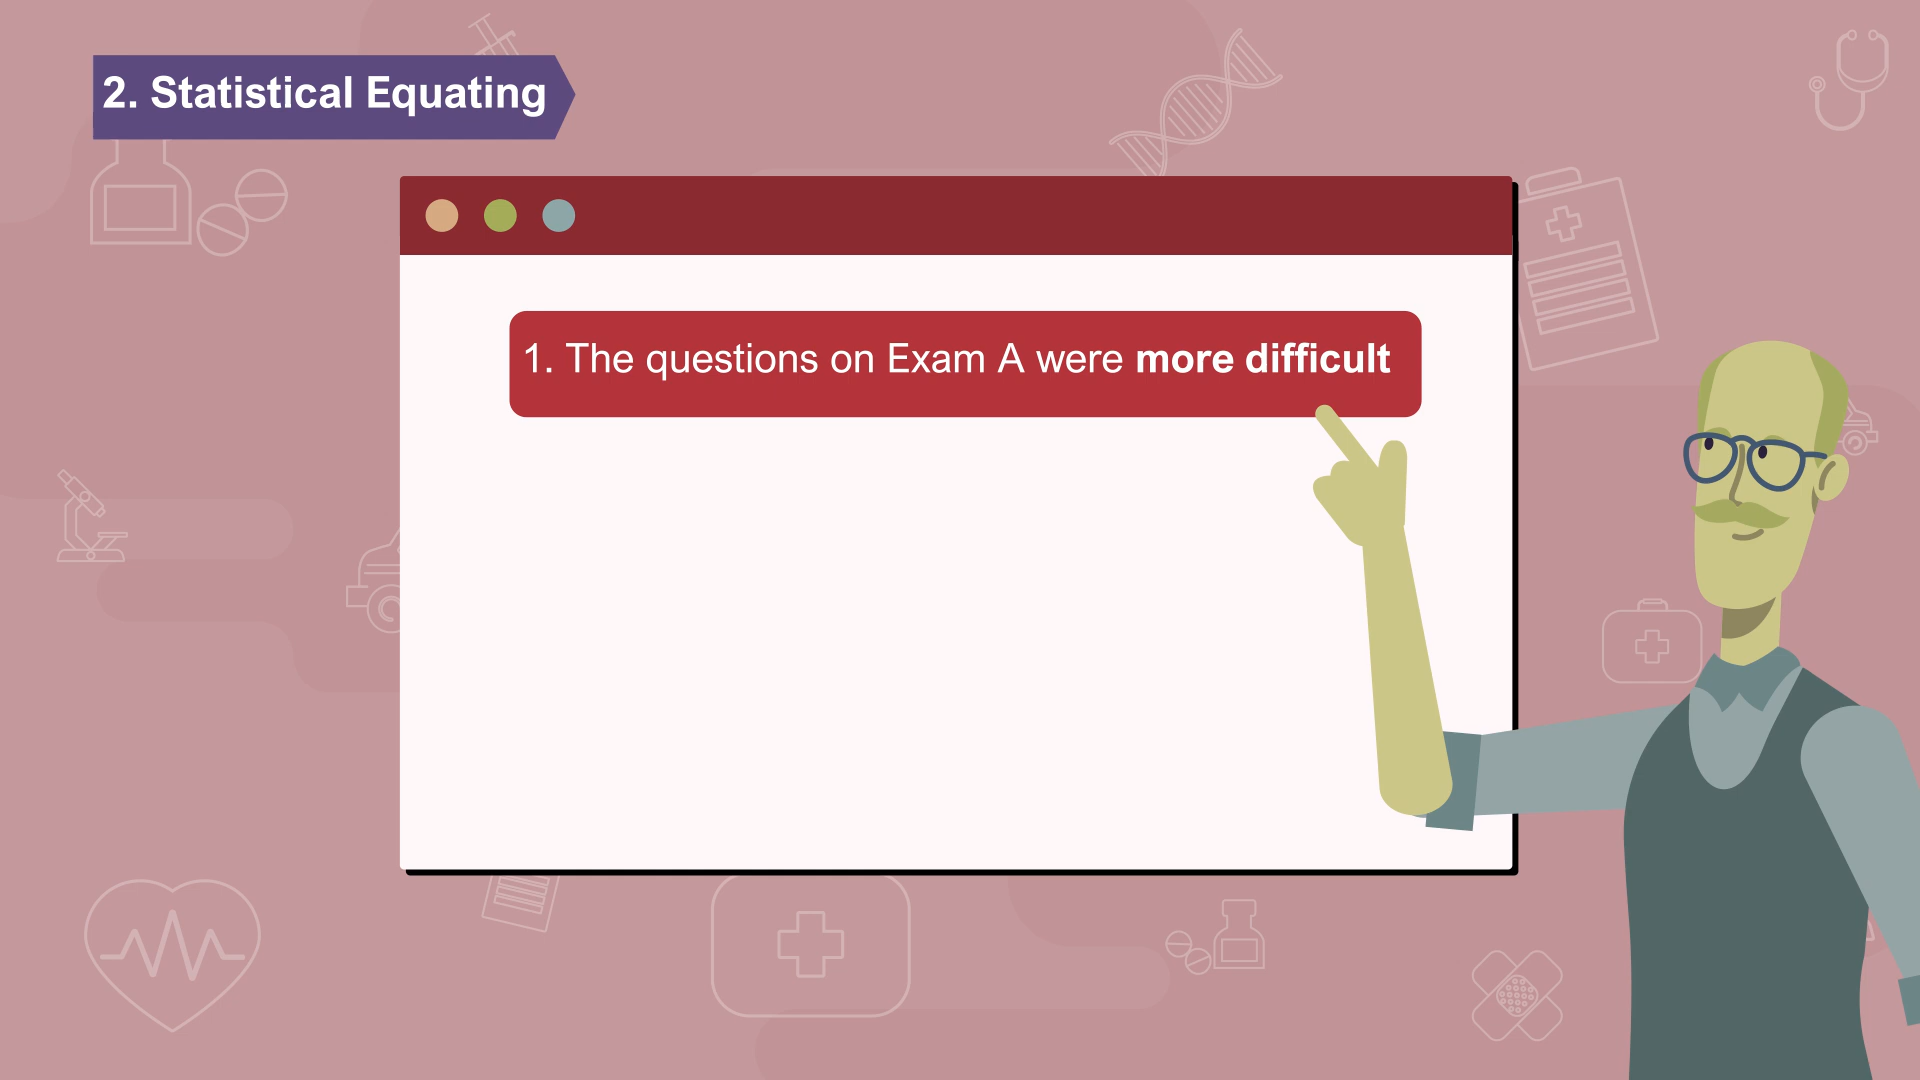 2. Statistical Equating
1. The questions on Exam A were more difficult